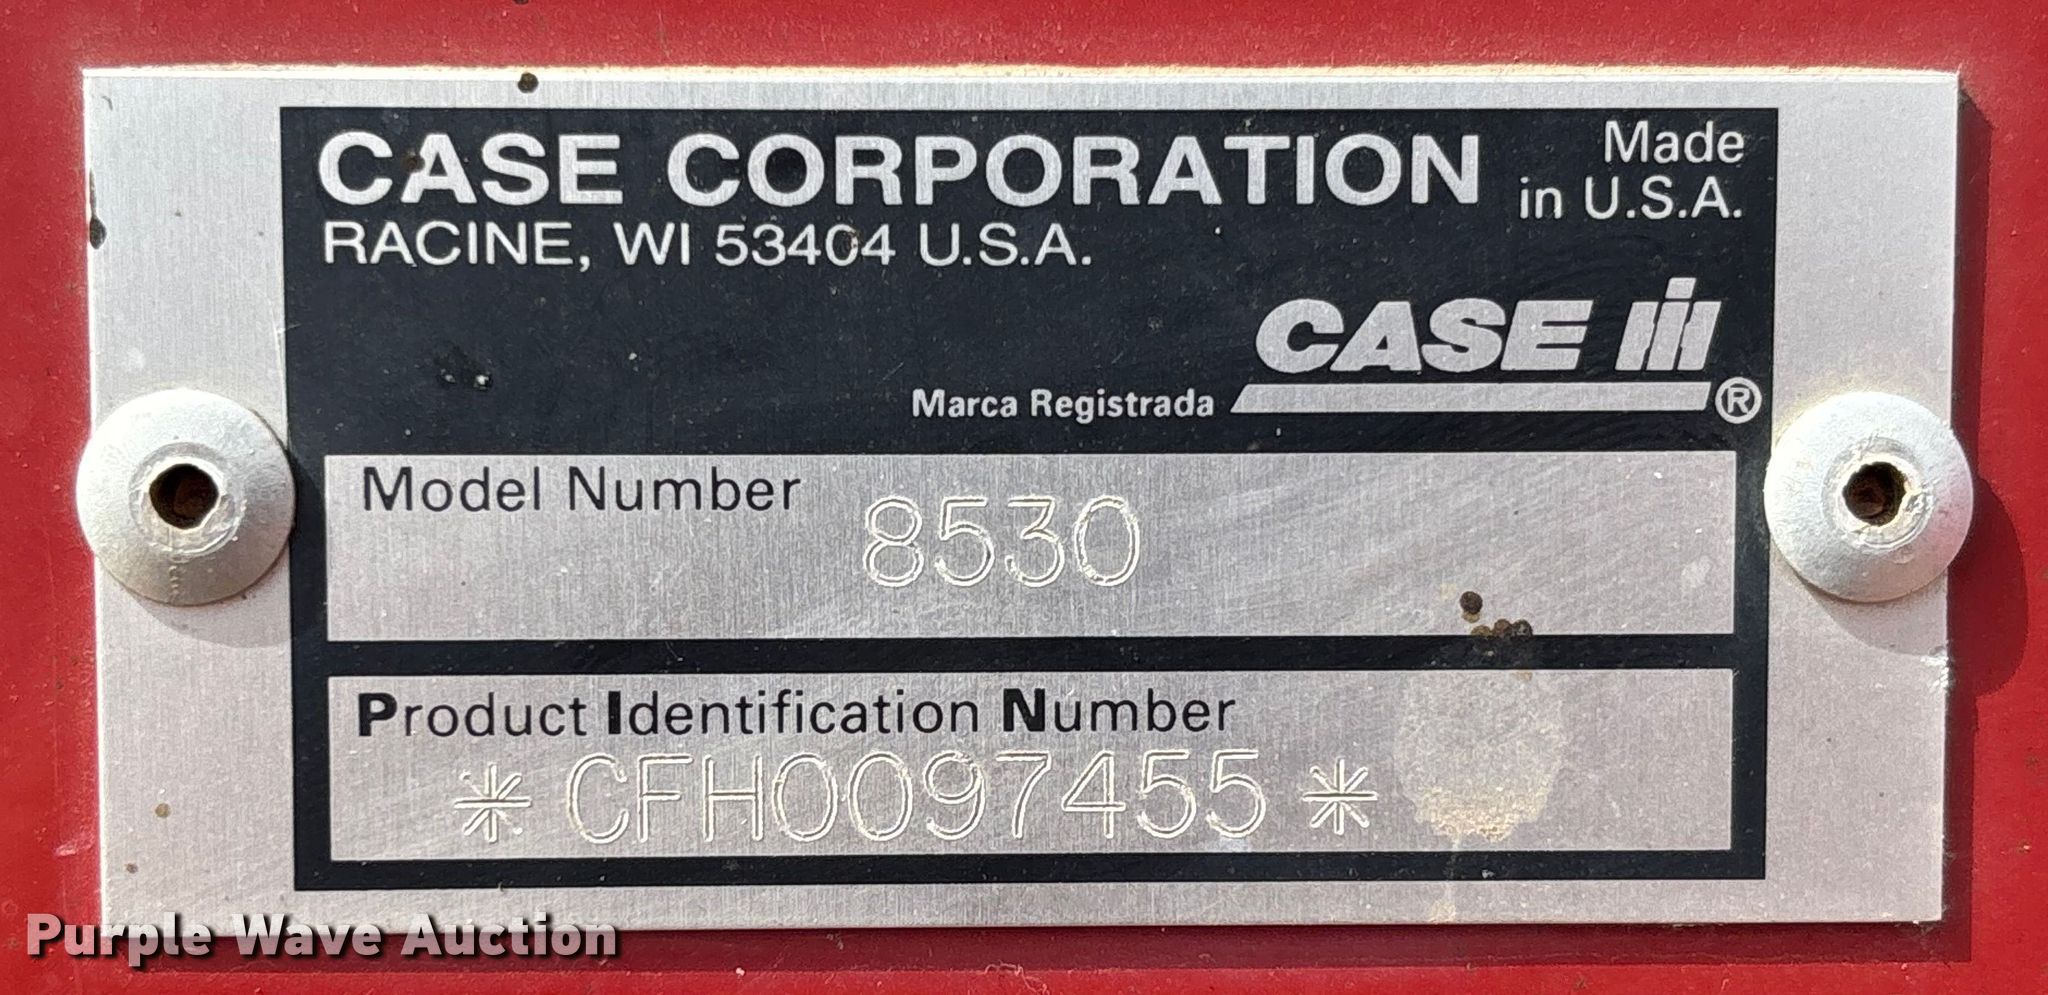 CASE CORPORATION
Made
in U.S.A.
RACINE, WI 53404 U.S.A.
CASE IH
Marca Registrada ®
Model Number
8530
Product Identification Number
*CFH0097455*
Purple Wave Auction